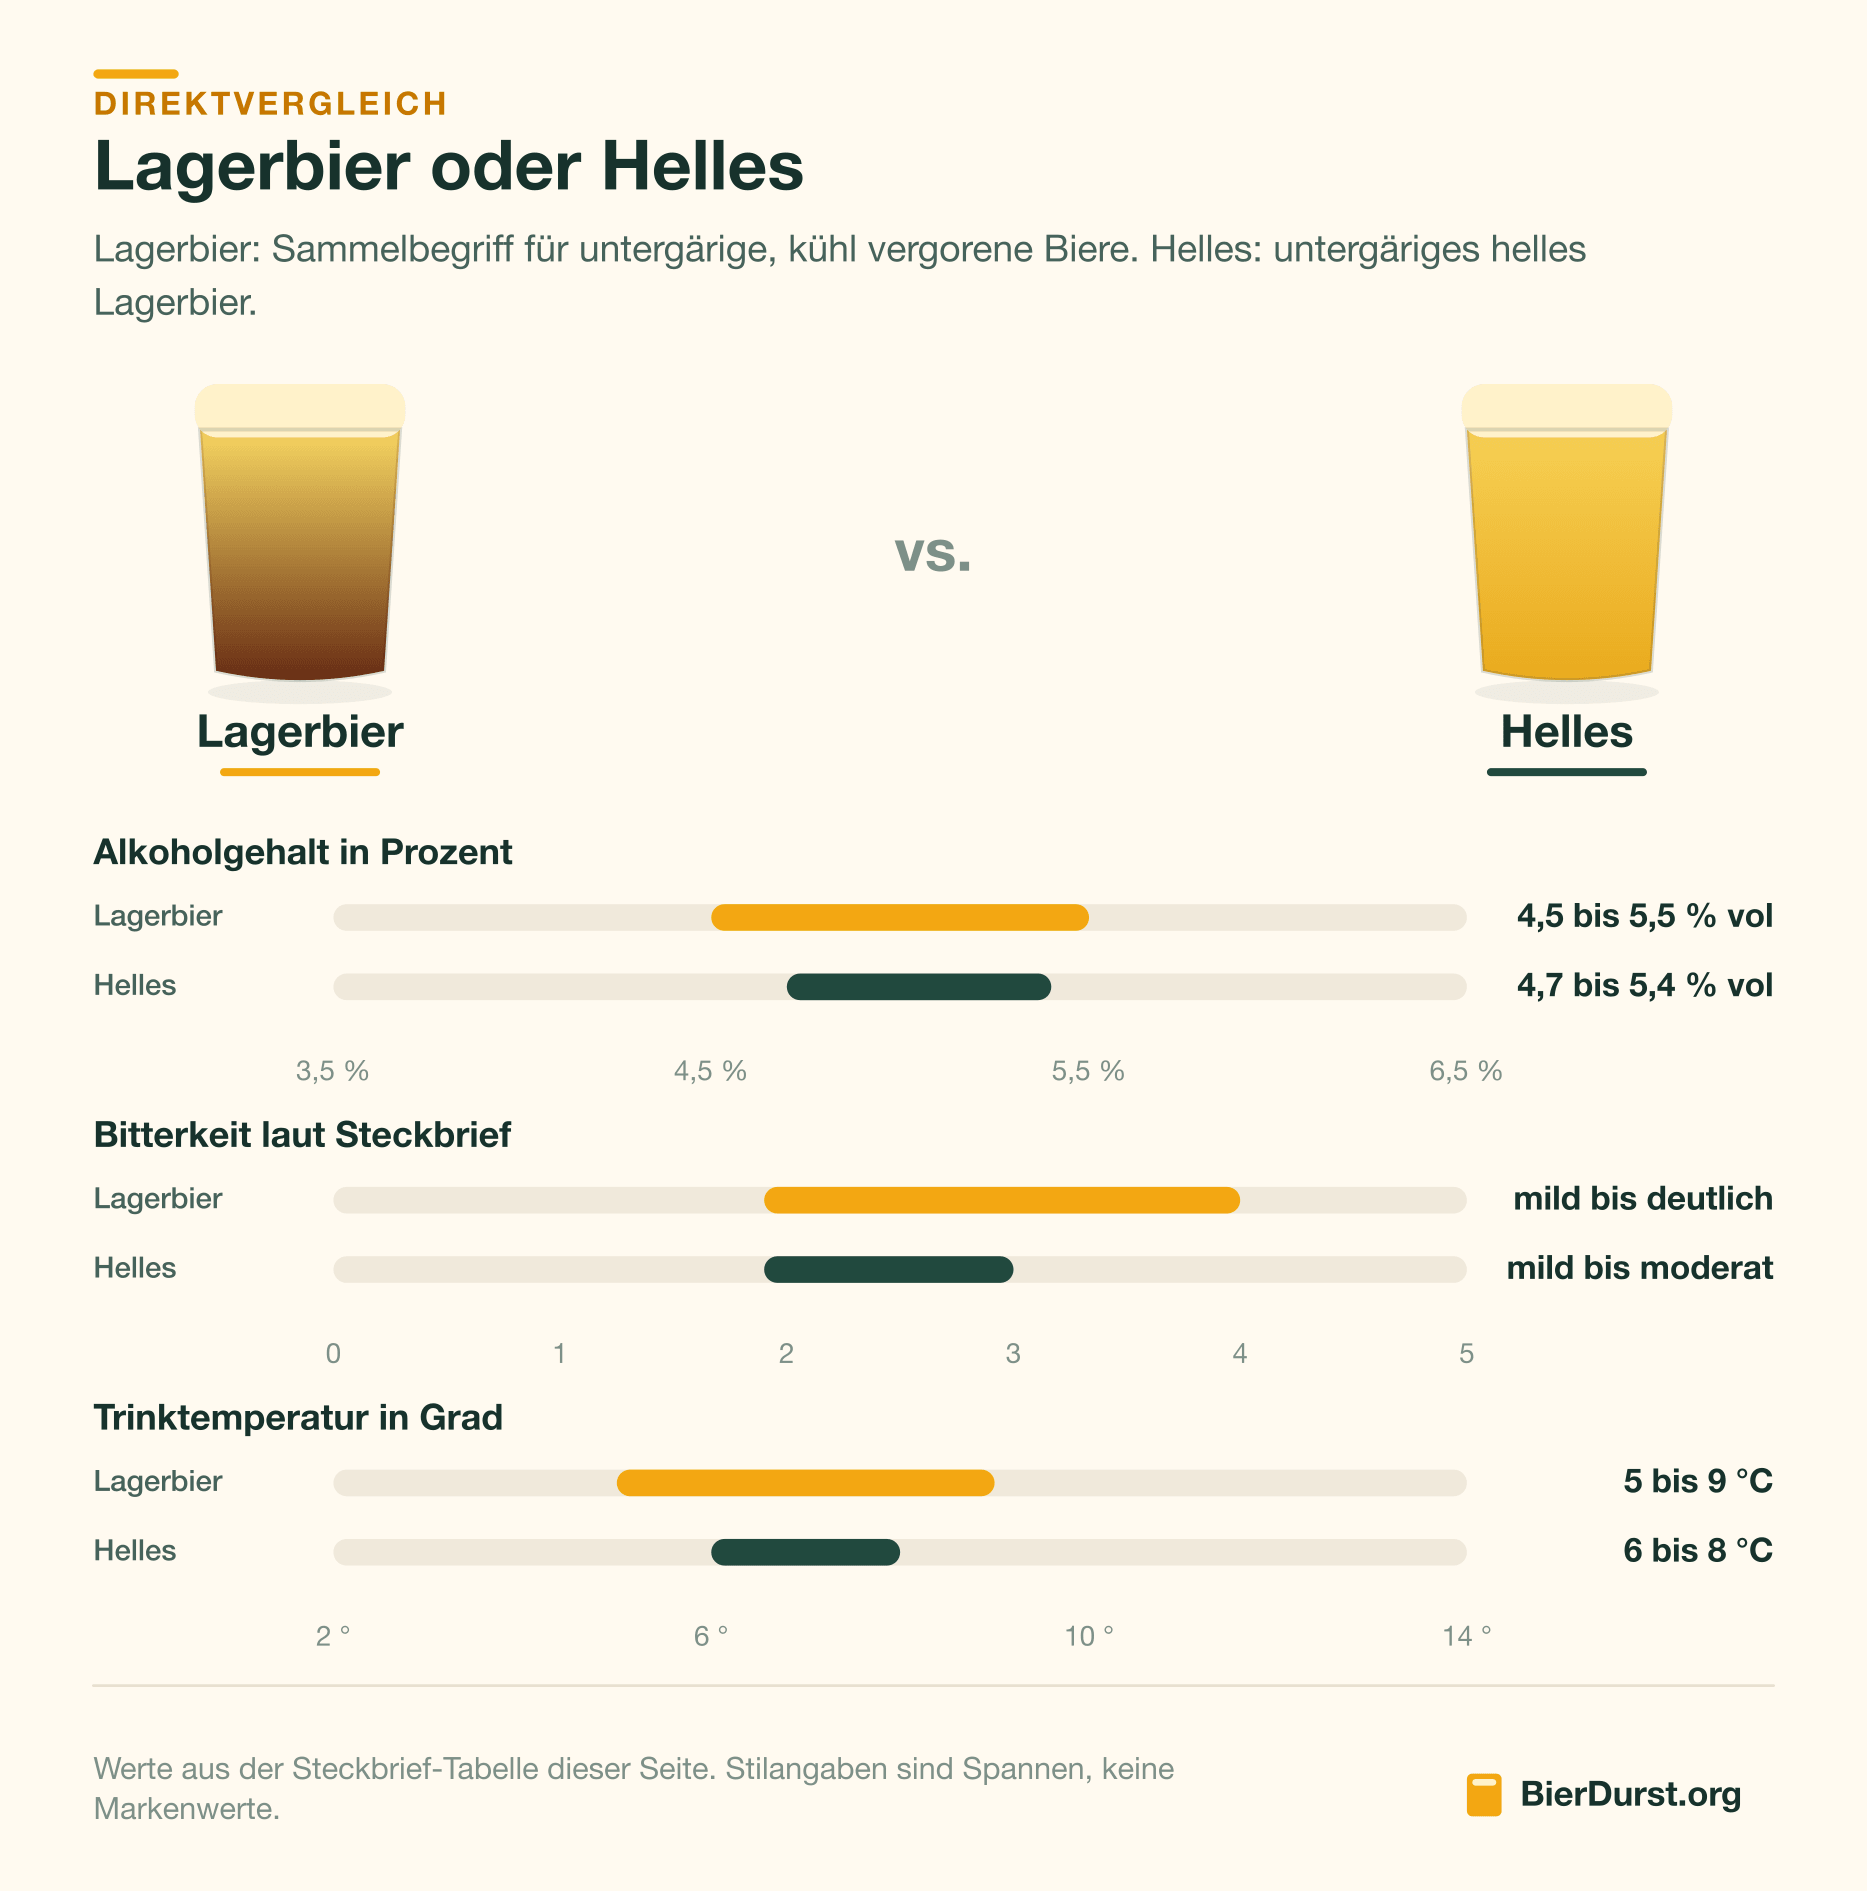 DIREKTVERGLEICH
Lagerbier oder Helles
Lagerbier: Sammelbegriff für untergärige, kühl vergorene Biere. Helles: untergäriges helles
Lagerbier.
vs.
Lagerbier
Helles
Alkoholgehalt in Prozent
Lagerbier 4,5 bis 5,5 % vol
Helles 4,7 bis 5,4 % vol
3,5 % 4,5 % 5,5 % 6,5 %
Bitterkeit laut Steckbrief
Lagerbier mild bis deutlich
Helles mild bis moderat
0 1 2 3 4 5
Trinktemperatur in Grad
Lagerbier 5 bis 9 °C
Helles 6 bis 8 °C
2 ° 6 ° 10 ° 14 °
Werte aus der Steckbrief-Tabelle dieser Seite. Stilangaben sind Spannen, keine
Markenwerte.
BierDurst.org